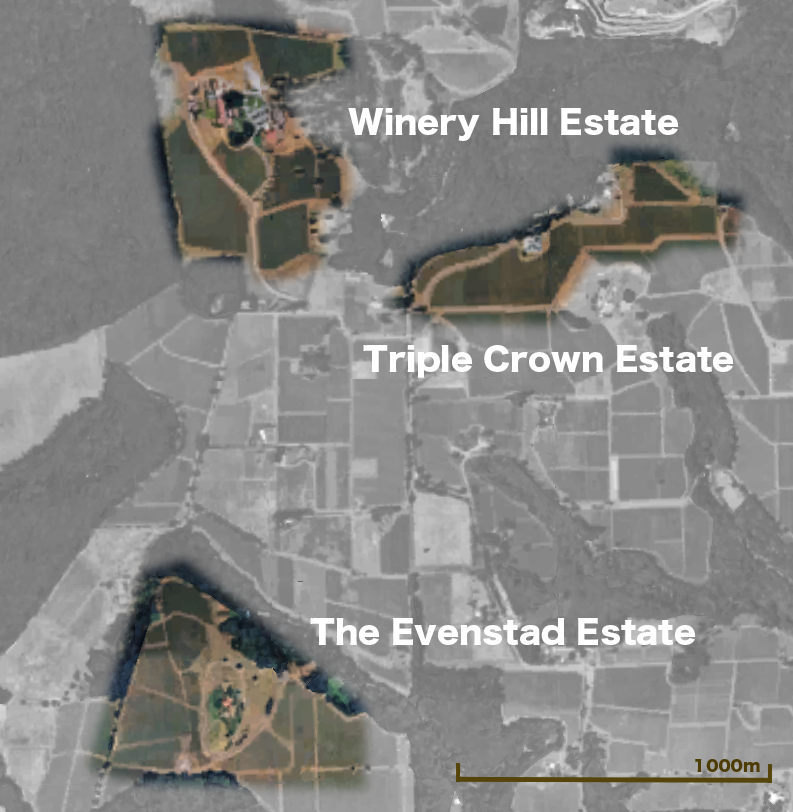 Winery Hill Estate
Triple Crown Estate
The Evenstad Estate
1000m